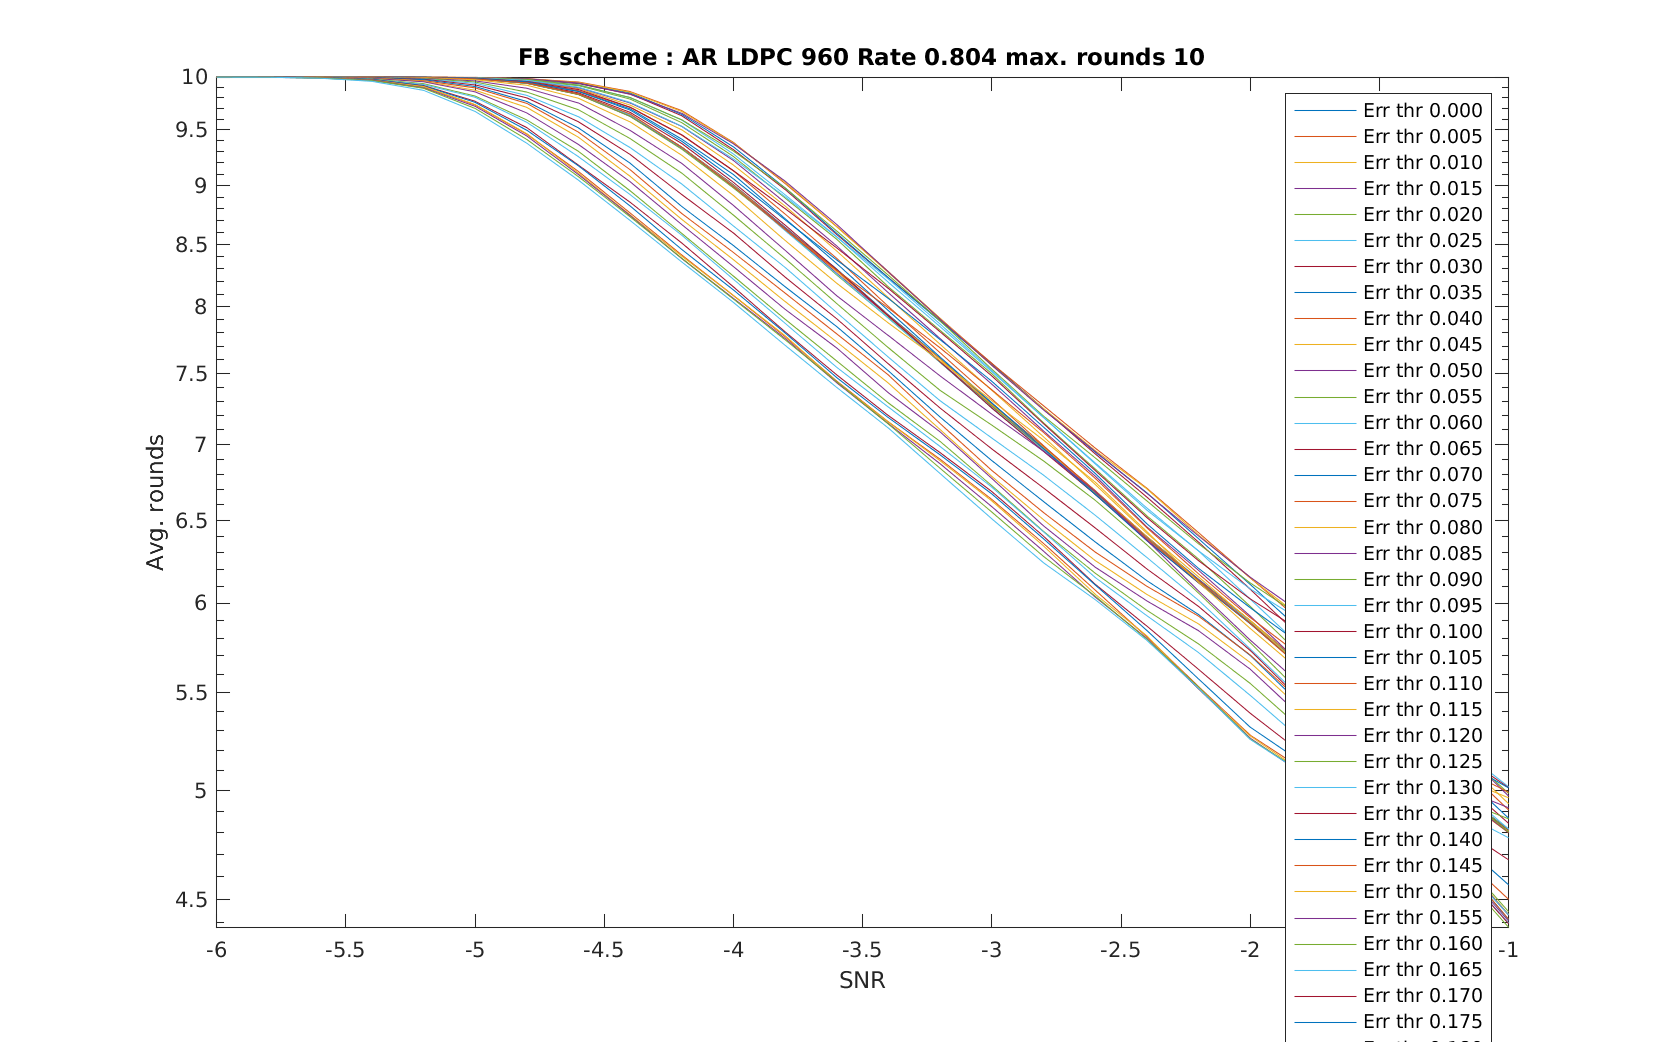 FB scheme : AR LDPC 960 Rate 0.804 max. rounds 10
10
9.5
9
8.5
8
7.5
7
6.5
6
5.5
5
4.5
Avg. rounds
-6 -5.5 -5 -4.5 -4 -3.5 -3 -2.5 -2 -1
SNR
Err thr 0.000
Err thr 0.005
Err thr 0.010
Err thr 0.015
Err thr 0.020
Err thr 0.025
Err thr 0.030
Err thr 0.035
Err thr 0.040
Err thr 0.045
Err thr 0.050
Err thr 0.055
Err thr 0.060
Err thr 0.065
Err thr 0.070
Err thr 0.075
Err thr 0.080
Err thr 0.085
Err thr 0.090
Err thr 0.095
Err thr 0.100
Err thr 0.105
Err thr 0.110
Err thr 0.115
Err thr 0.120
Err thr 0.125
Err thr 0.130
Err thr 0.135
Err thr 0.140
Err thr 0.145
Err thr 0.150
Err thr 0.155
Err thr 0.160
Err thr 0.165
Err thr 0.170
Err thr 0.175